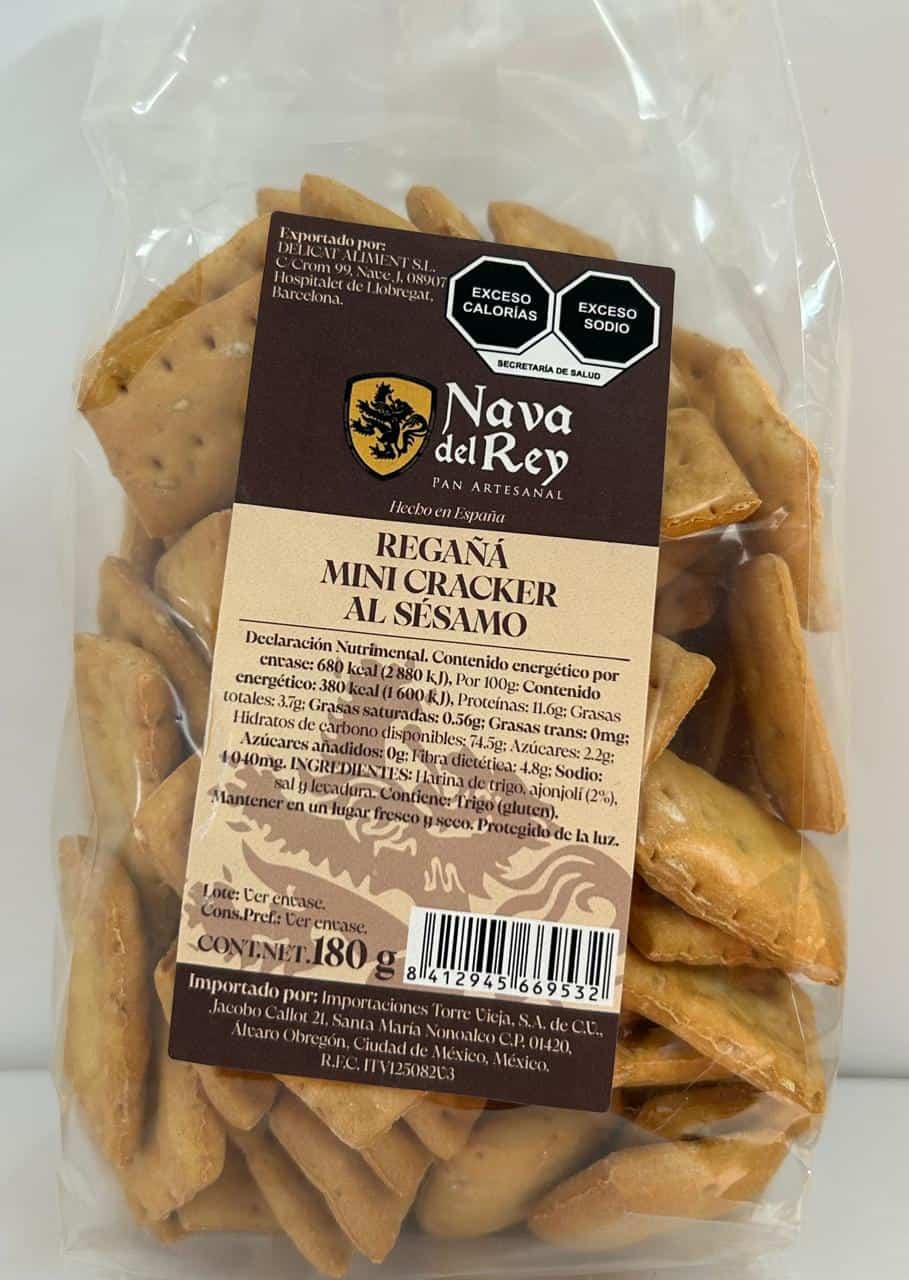 Exportado por:
DELICAT ALIMENT S.L.
C/Crom 99, Nave J, 08907
Hospitalet de Llobregat,
Barcelona.
EXCESO
CALORÍAS
EXCESO
SODIO
SECRETARÍA DE SALUD
Nava
del Rey
PAN ARTESANAL
Hecho en España
REGAÑÁ
MINI CRACKER
AL SÉSAMO
Declaración Nutrimental. Contenido energético por
envase: 680 kcal (2 880 kJ), Por 100g: Contenido
energético: 380 kcal (1 600 kJ), Proteínas: 11.6g; Grasas
totales: 3.7g; Grasas saturadas: 0.56g; Grasas trans: 0mg;
Hidratos de carbono disponibles: 74.5g; Azúcares: 2.2g;
Azúcares añadidos: 0g; Fibra dietética: 4.8g; Sodio:
1 040mg. INGREDIENTES: Harina de trigo, ajonjolí (2%),
sal y levadura. Contiene: Trigo (gluten).
Mantener en un lugar fresco y seco. Protegido de la luz.
Lote: Ver envase.
Cons.Pref.: Ver envase.
CONT.NET. 180 g
8 412945 669532
Importado por: Importaciones Torre Vieja, S.A. de C.V.,
Jacobo Callot 21, Santa María Nonoalco C.P. 01420,
Álvaro Obregón, Ciudad de México, México.
R.F.C. ITV125082V3